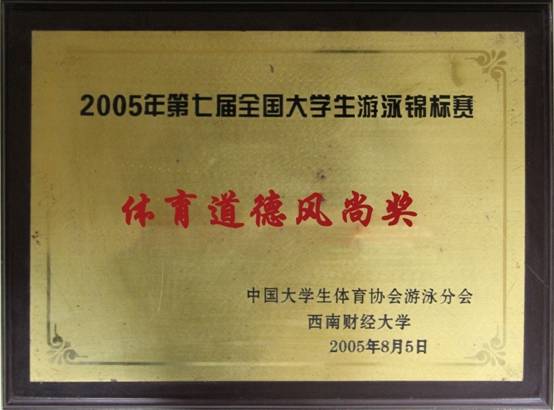 2005年第七届全国大学生游泳锦标赛
体育道德风尚奖
中国大学生体育协会游泳分会
西南财经大学
2005年8月5日